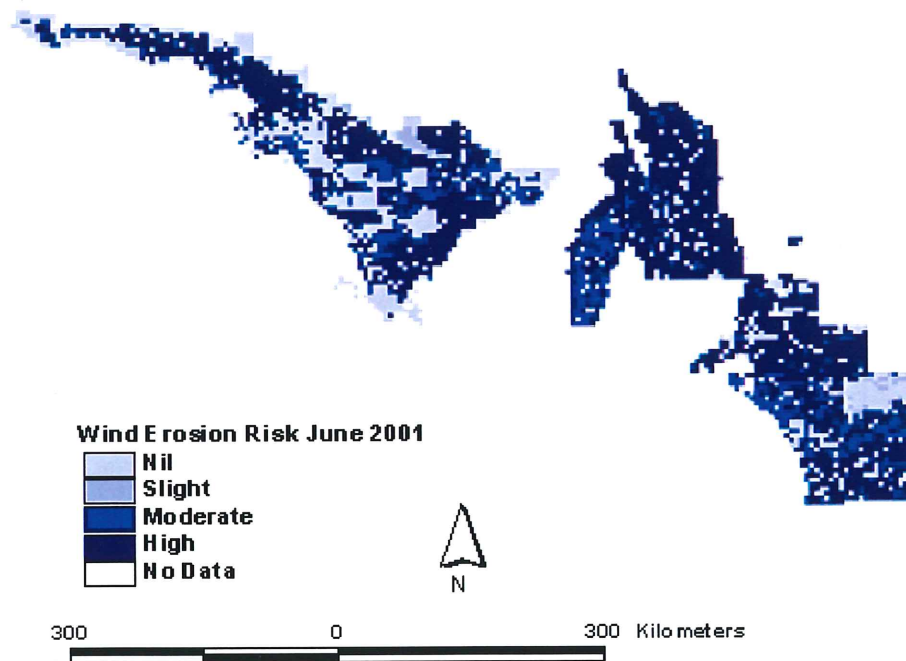 Wind Erosion Risk June 2001
Nil
Slight
Moderate
High
No Data
N
300 0 300 Kilometers